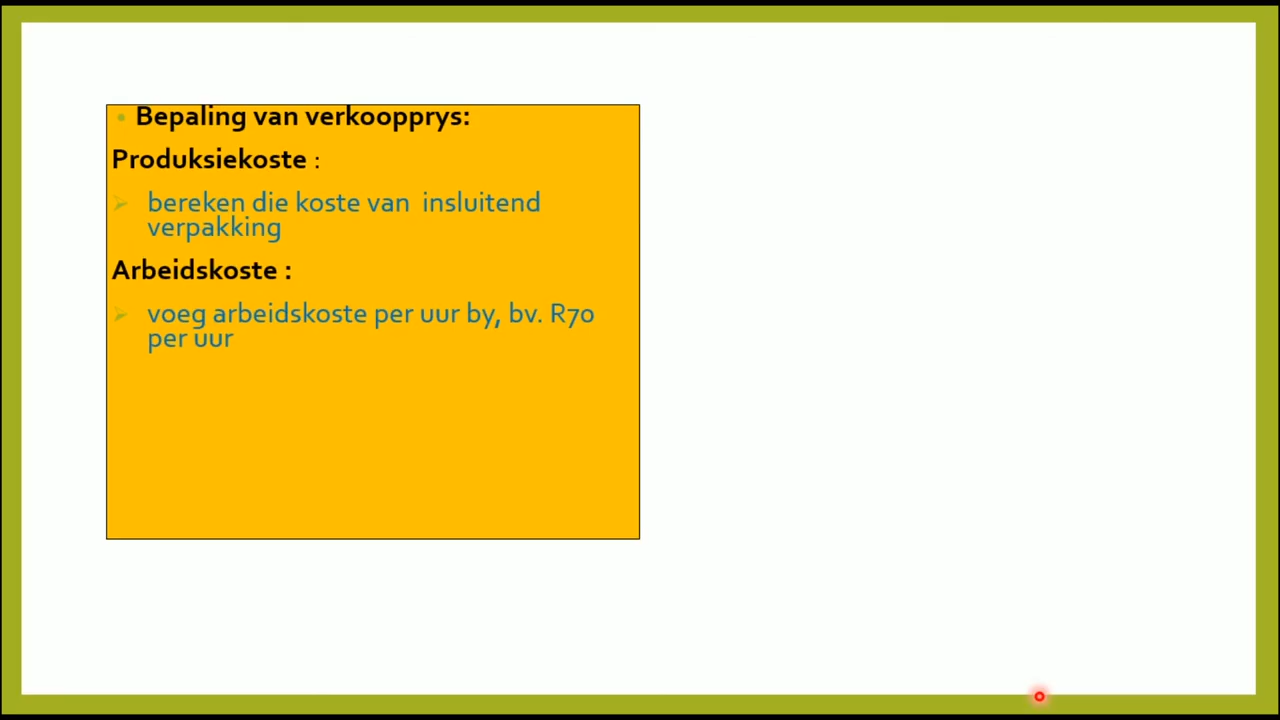 • Bepaling van verkoopprys:
Produksiekoste :
➢ bereken die koste van  insluitend
verpakking
Arbeidskoste :
➢ voeg arbeidskoste per uur by, bv. R70
per uur